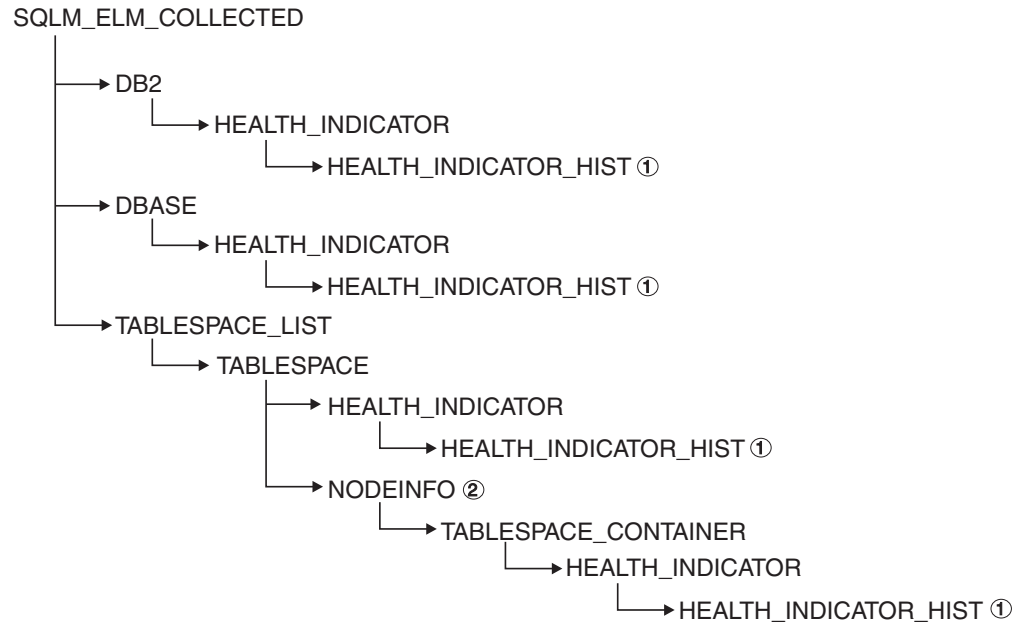 SQLM_ELM_COLLECTED
DB2
HEALTH_INDICATOR
HEALTH_INDICATOR_HIST ①
DBASE
HEALTH_INDICATOR
HEALTH_INDICATOR_HIST ①
TABLESPACE_LIST
TABLESPACE
HEALTH_INDICATOR
HEALTH_INDICATOR_HIST ①
NODEINFO ②
TABLESPACE_CONTAINER
HEALTH_INDICATOR
HEALTH_INDICATOR_HIST ①